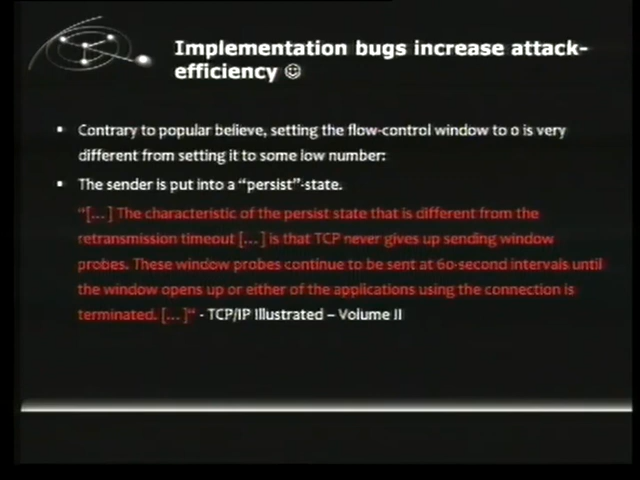 Implementation bugs increase attack-
efficiency ☺
▪ Contrary to popular believe, setting the flow-control window to 0 is very
different from setting it to some low number:
▪ The sender is put into a “persist”-state.
“[...] The characteristic of the persist state that is different from the
retransmission timeout [...] is that TCP never gives up sending window
probes. These window probes continue to be sent at 60-second intervals until
the window opens up or either of the applications using the connection is
terminated. [...]“ - TCP/IP Illustrated – Volume II